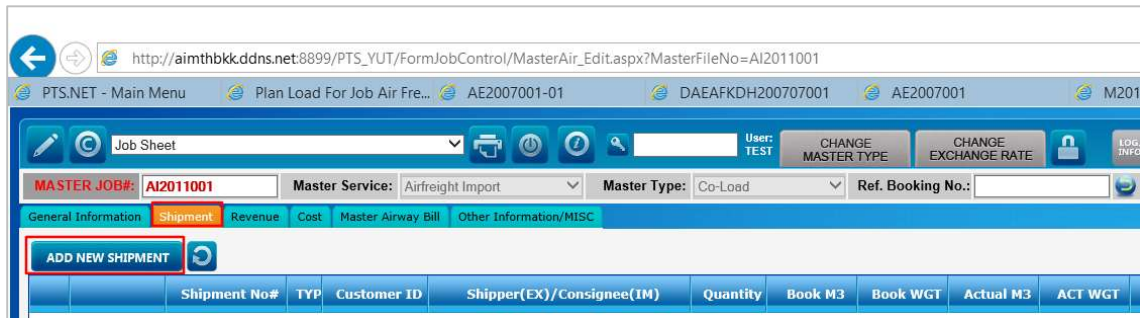 http://aimthbkk.ddns.net:8899/PTS_YUT/FormJobControl/MasterAir_Edit.aspx?MasterFileNo=AI2011001
PTS.NET - Main Menu Plan Load For Job Air Fre... AE2007001-01 DAEAFKDH200707001 AE2007001 M201
Job Sheet User: TEST CHANGE MASTER TYPE CHANGE EXCHANGE RATE LOG INFO
MASTER JOB#: AI2011001 Master Service: Airfreight Import Master Type: Co-Load Ref. Booking No.:
General Information Shipment Revenue Cost Master Airway Bill Other Information/MISC
ADD NEW SHIPMENT
Shipment No# TYP Customer ID Shipper(EX)/Consignee(IM) Quantity Book M3 Book WGT Actual M3 ACT WGT